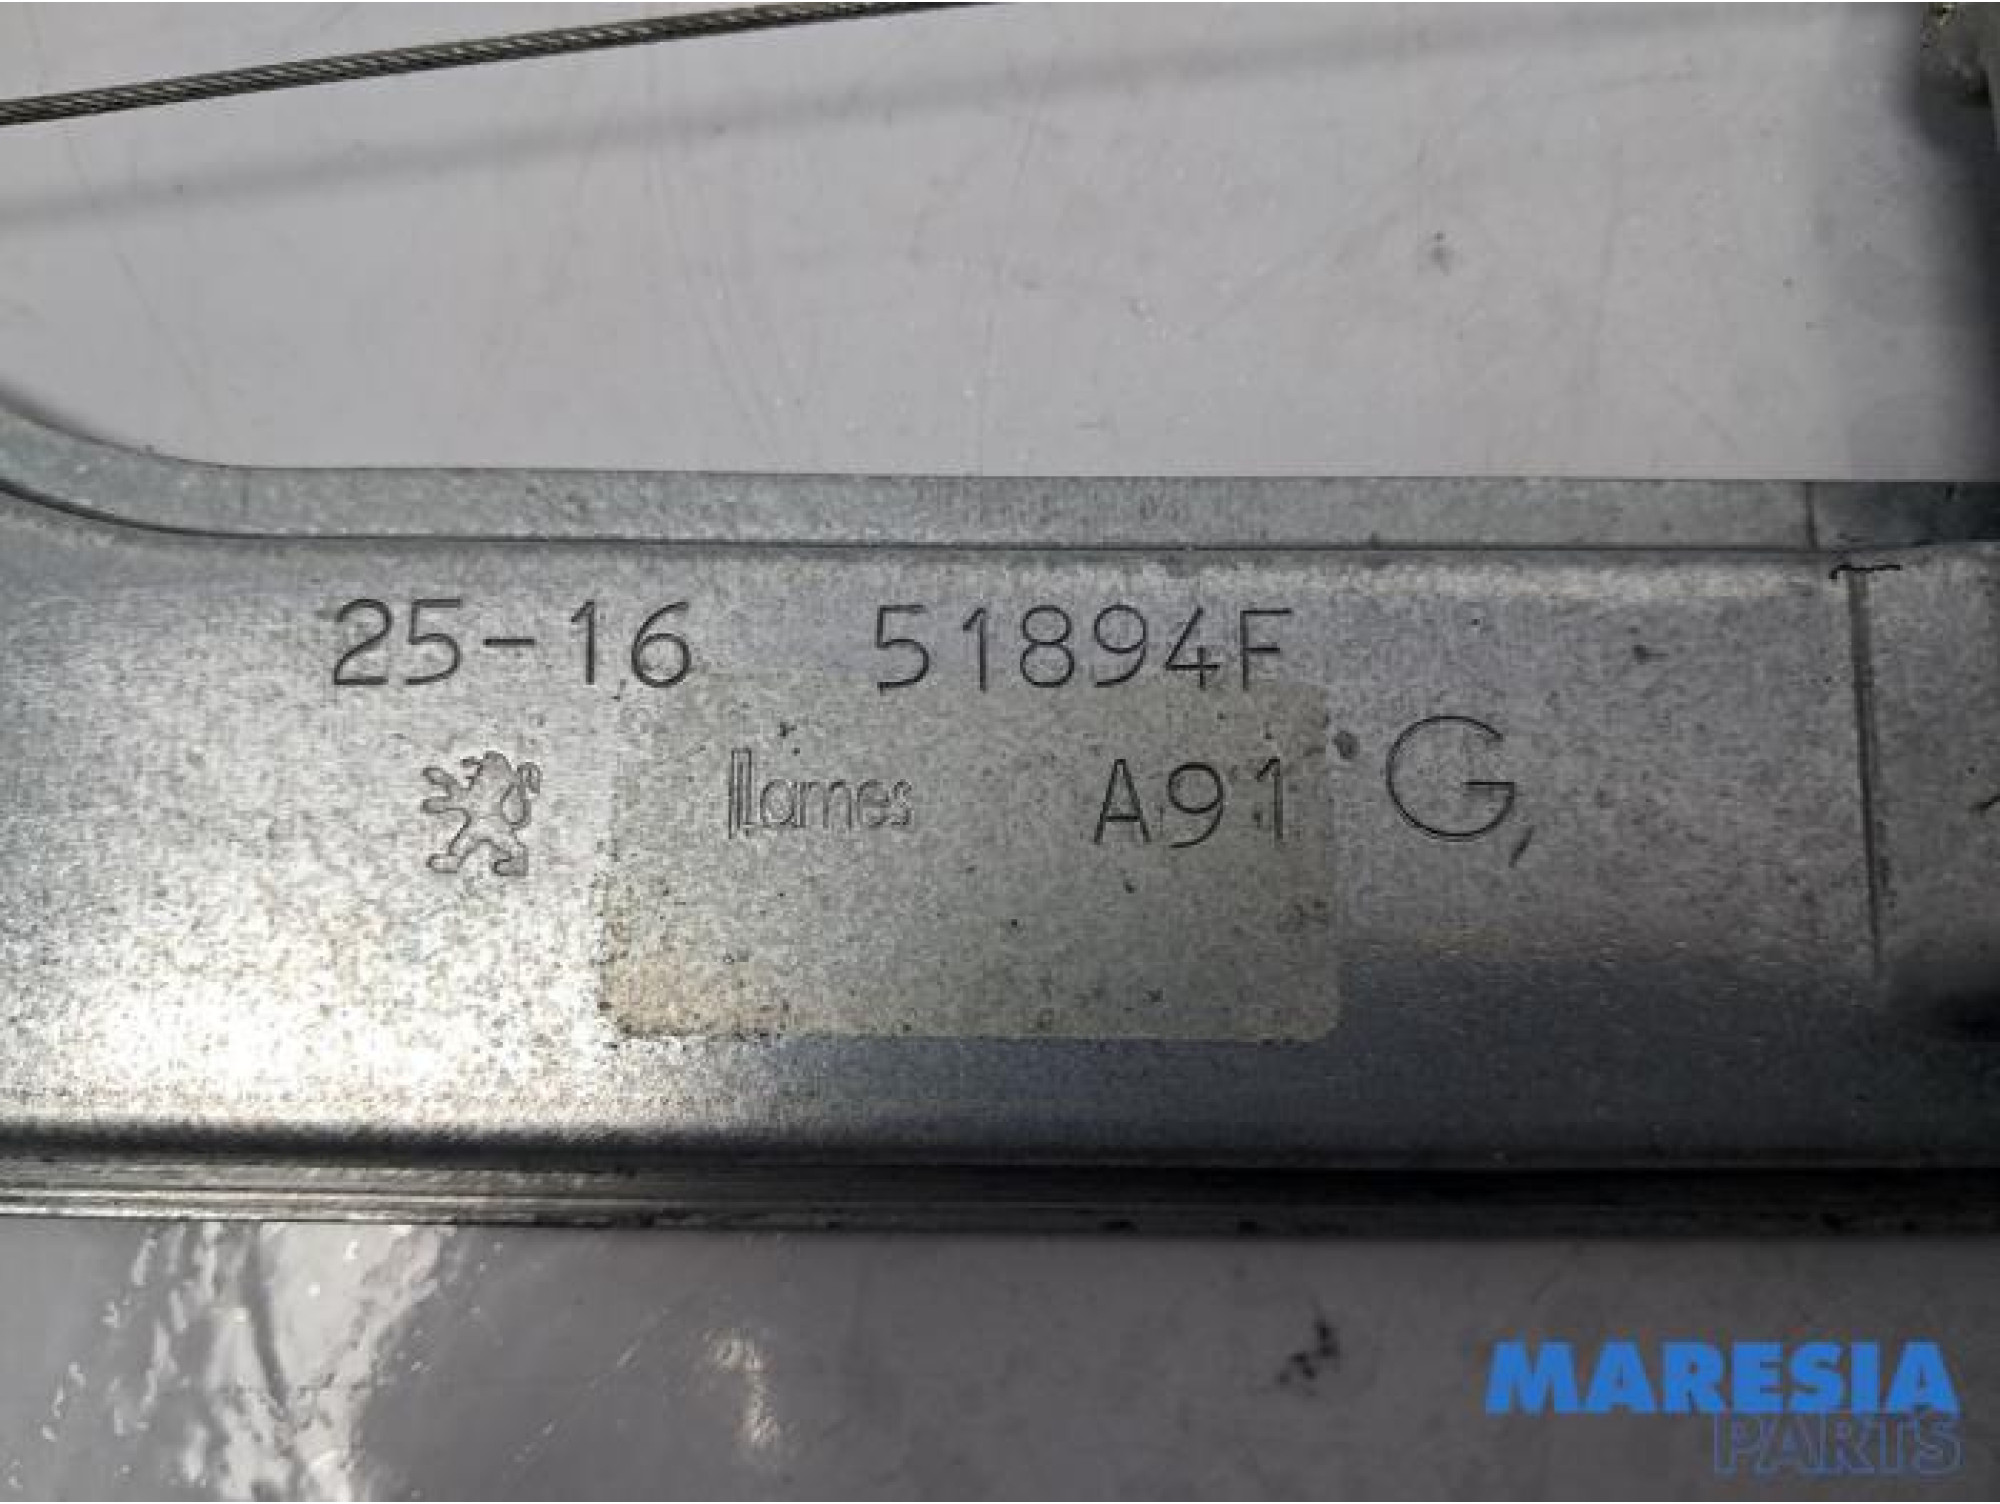 25-16 51894F
Lames A91 G
MARESIA
PARTS